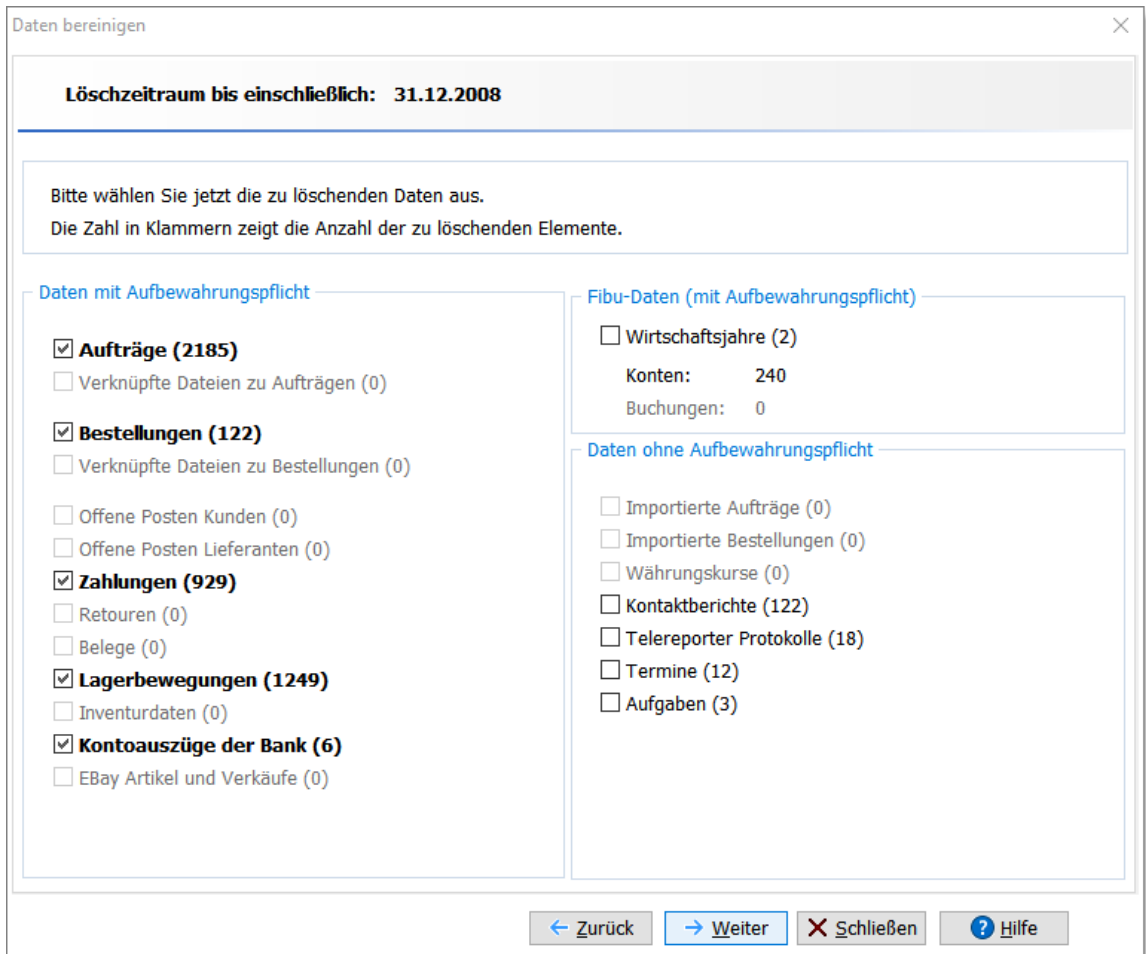 Daten bereinigen
Löschzeitraum bis einschließlich: 31.12.2008
Bitte wählen Sie jetzt die zu löschenden Daten aus.
Die Zahl in Klammern zeigt die Anzahl der zu löschenden Elemente.
Daten mit Aufbewahrungspflicht
Aufträge (2185)
Verknüpfte Dateien zu Aufträgen (0)
Bestellungen (122)
Verknüpfte Dateien zu Bestellungen (0)
Offene Posten Kunden (0)
Offene Posten Lieferanten (0)
Zahlungen (929)
Retouren (0)
Belege (0)
Lagerbewegungen (1249)
Inventurdaten (0)
Kontoauszüge der Bank (6)
EBay Artikel und Verkäufe (0)
Fibu-Daten (mit Aufbewahrungspflicht)
Wirtschaftsjahre (2)
Konten: 240
Buchungen: 0
Daten ohne Aufbewahrungspflicht
Importierte Aufträge (0)
Importierte Bestellungen (0)
Währungskurse (0)
Kontaktberichte (122)
Telereporter Protokolle (18)
Termine (12)
Aufgaben (3)
Zurück
Weiter
Schließen
Hilfe